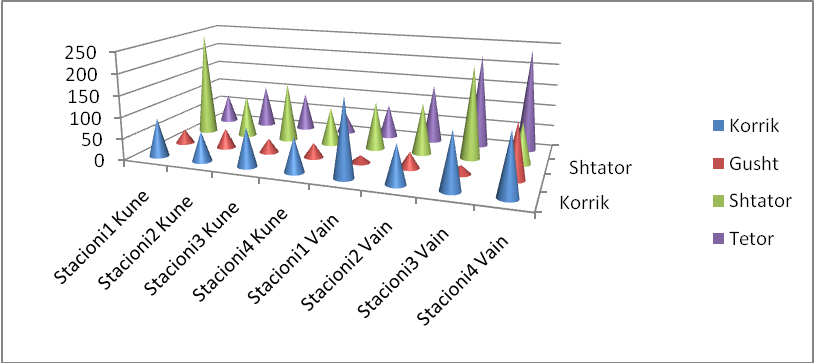 250
200
150
100
50
0
Stacioni1 Kune
Stacioni2 Kune
Stacioni3 Kune
Stacioni4 Kune
Stacioni1 Vain
Stacioni2 Vain
Stacioni3 Vain
Stacioni4 Vain
Shtator
Korrik
Korrik
Gusht
Shtator
Tetor